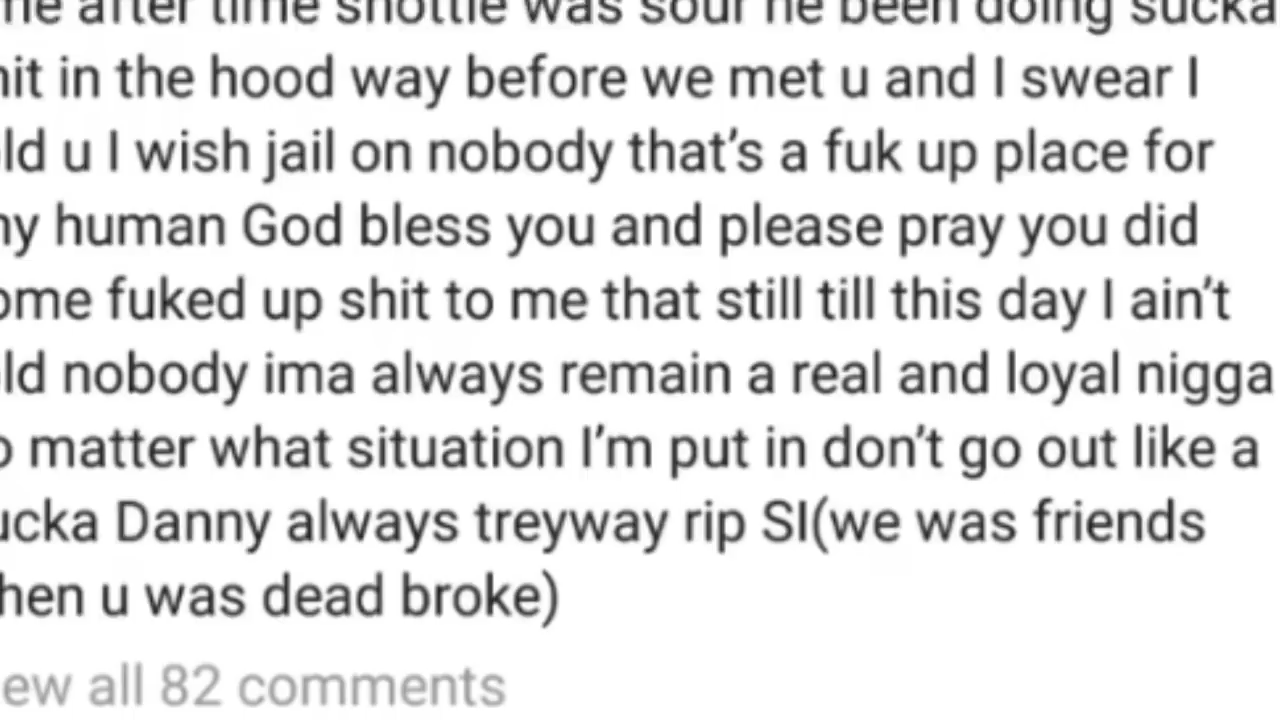 me after time shottie was sour he been doing sucka
hit in the hood way before we met u and I swear I
ld u I wish jail on nobody that's a fuk up place for
ny human God bless you and please pray you did
ome fuked up shit to me that still till this day I ain't
ld nobody ima always remain a real and loyal nigga
o matter what situation I'm put in don't go out like a
ucka Danny always treyway rip SI(we was friends
hen u was dead broke)
ew all 82 comments